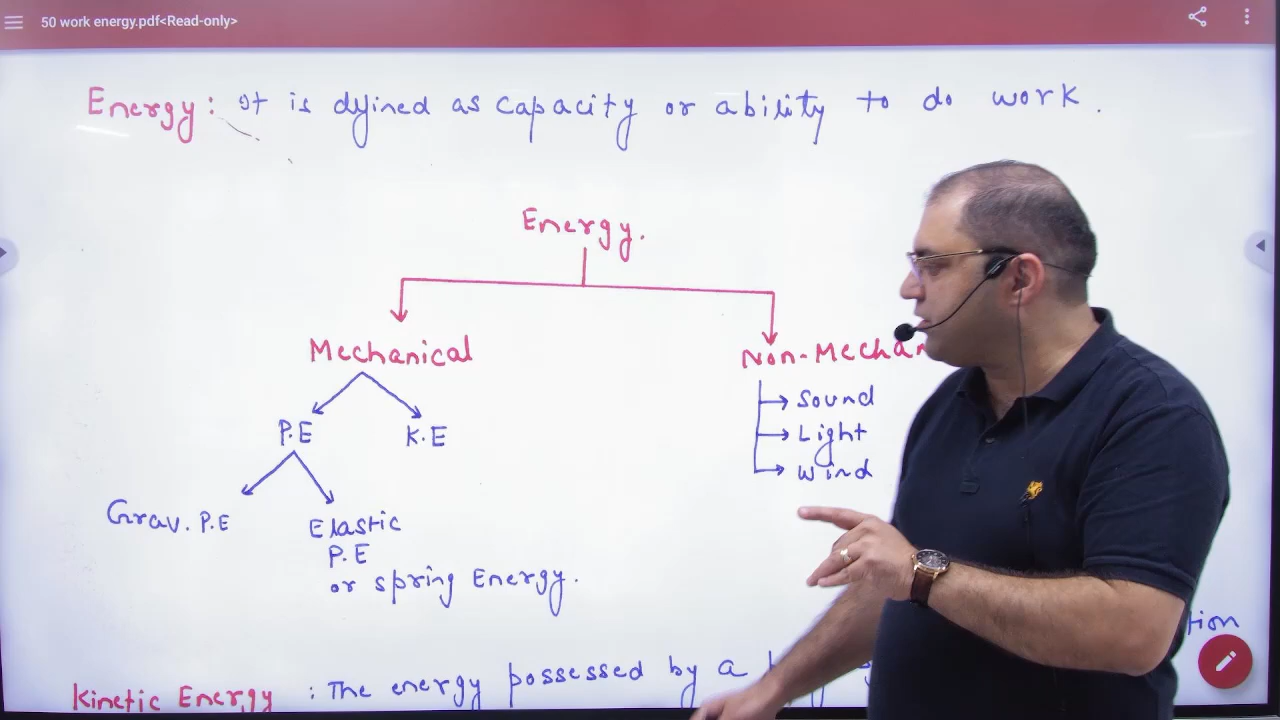 50 work energy.pdf<Read-only>
Energy: It is defined as capacity or ability to do work.
Energy.
Mechanical
Non-Mechan
P.E
K.E
Sound
Light
Wind
Grav. P.E
Elastic
P.E
or spring Energy.
tion
Kinetic Energy : The energy possessed by a